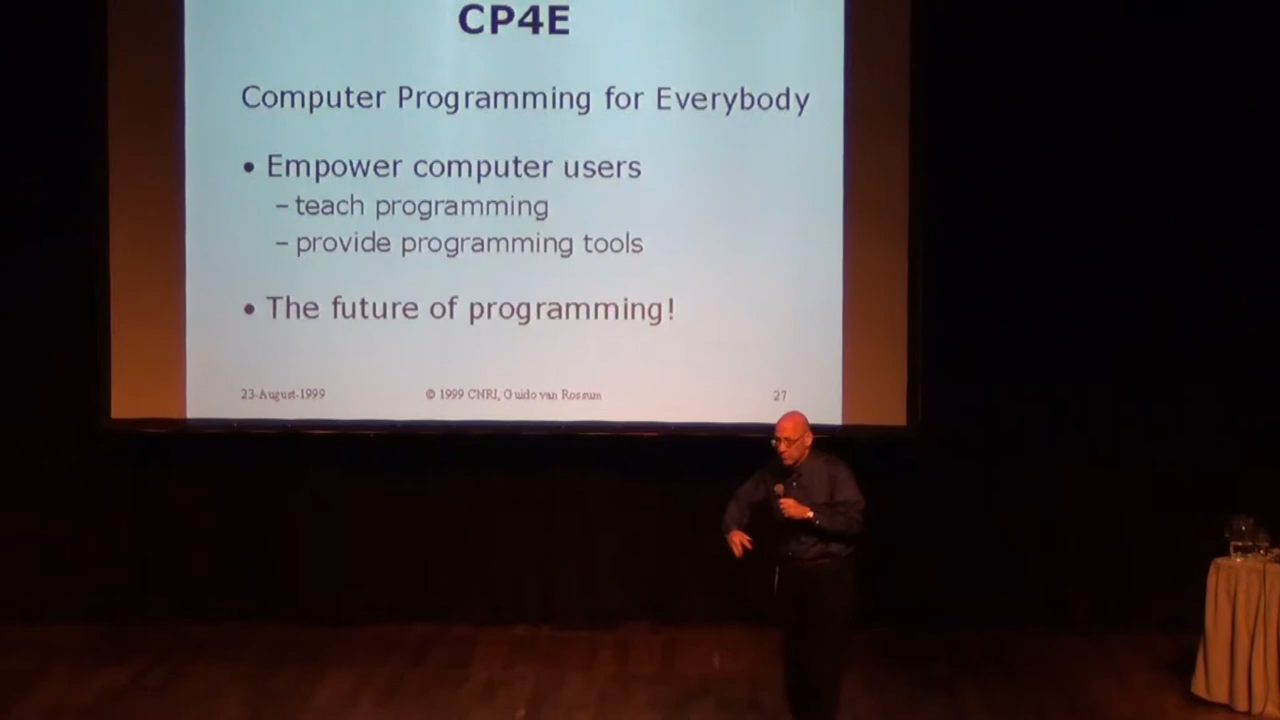 CP4E
Computer Programming for Everybody
• Empower computer users
– teach programming
– provide programming tools
• The future of programming!
23-August-1999 © 1999 CNRI, Guido van Rossum 27